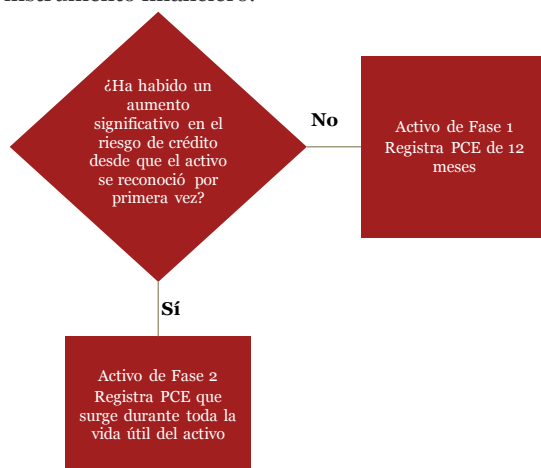 instrumento financiero.
¿Ha habido un
aumento
significativo en el
riesgo de crédito
desde que el activo
se reconoció por
primera vez?
No
Activo de Fase 1
Registra PCE de 12
meses
Sí
Activo de Fase 2
Registra PCE que
surge durante toda la
vida útil del activo